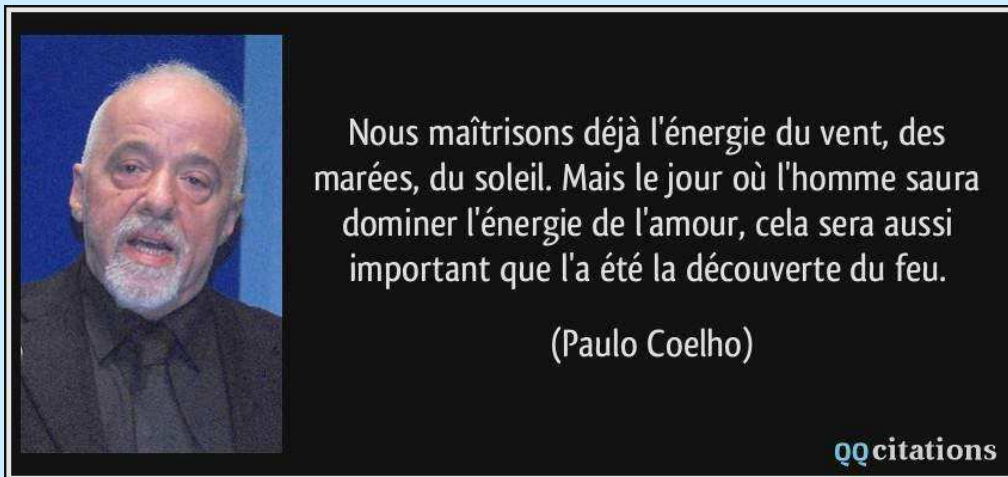 Nous maîtrisons déjà l'énergie du vent, des
marées, du soleil. Mais le jour où l'homme saura
dominer l'énergie de l'amour, cela sera aussi
important que l'a été la découverte du feu.
(Paulo Coelho)
QQcitations